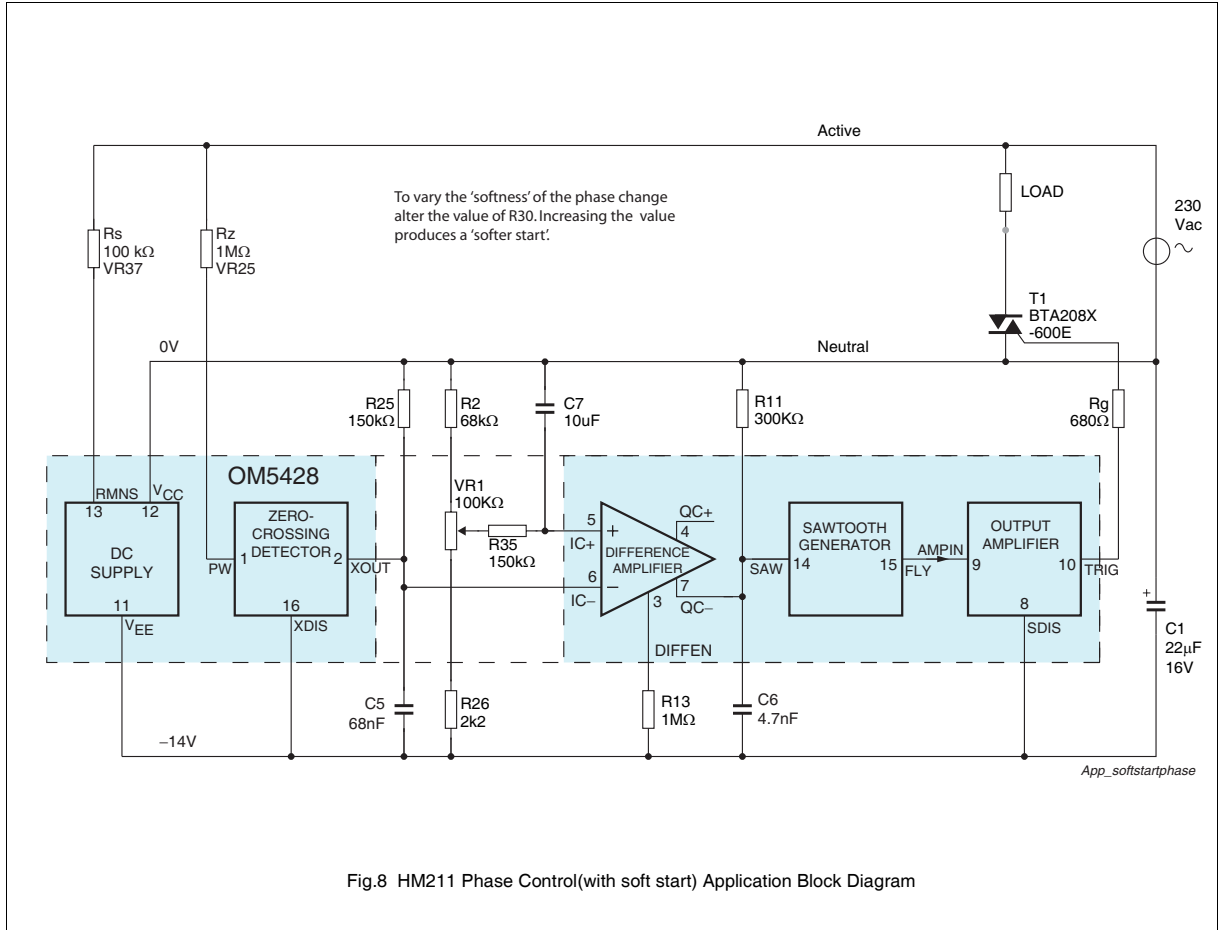 Active
To vary the ‘softness’ of the phase change
alter the value of R30. Increasing the value
produces a ‘softer start’.
LOAD
230
Vac
Rs
100 kΩ
VR37
Rz
1MΩ
VR25
T1
BTA208X
-600E
0V
Neutral
R25
150kΩ
R2
68kΩ
C7
10uF
R11
300KΩ
Rg
680Ω
OM5428
RMNS
13
VCC
12
DC
SUPPLY
11
VEE
ZERO-
CROSSING
DETECTOR
PW
1
2
XOUT
16
XDIS
VR1
100KΩ
R35
150kΩ
5
IC+
+
6
IC−
−
DIFFERENCE
AMPLIFIER
QC+
4
7
QC−
3
DIFFEN
SAW
SAWTOOTH
GENERATOR
14
15
FLY
AMPIN
OUTPUT
AMPLIFIER
9
10
TRIG
8
SDIS
+
C1
22µF
16V
C5
68nF
R26
2k2
R13
1MΩ
C6
4.7nF
−14V
App_softstartphase
Fig.8 HM211 Phase Control(with soft start) Application Block Diagram